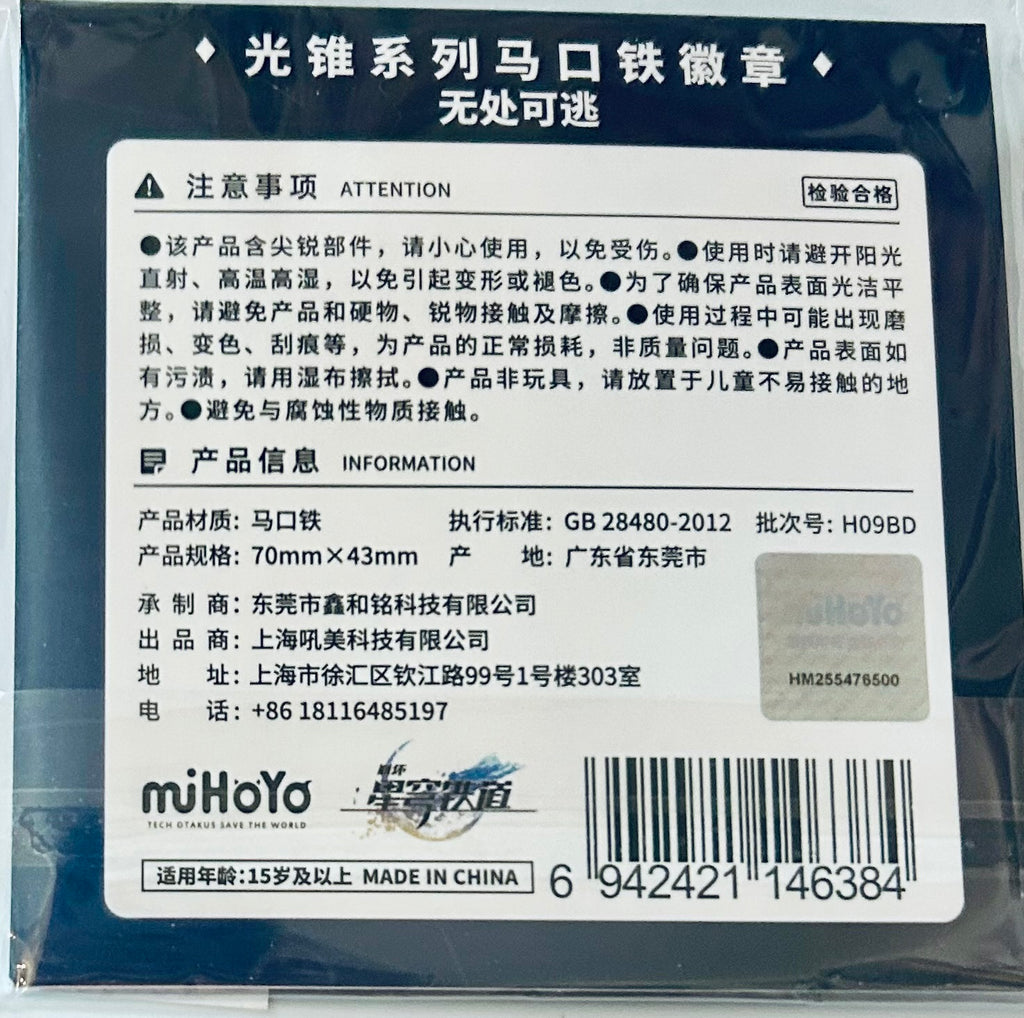 光锥系列马口铁徽章
无处可逃
注意事项 ATTENTION
检验合格
●该产品含尖锐部件，请小心使用，以免受伤。●使用时请避开阳光
直射、高温高湿，以免引起变形或褪色。●为了确保产品表面光洁平
整，请避免产品和硬物、锐物接触及摩擦。●使用过程中可能出现磨
损、变色、刮痕等，为产品的正常损耗，非质量问题。●产品表面如
有污渍，请用湿布擦拭。●产品非玩具，请放置于儿童不易接触的地
方。●避免与腐蚀性物质接触。
产品信息 INFORMATION
产品材质：马口铁 执行标准：GB 28480-2012 批次号：H09BD
产品规格：70mm×43mm 产 地：广东省东莞市
承制商：东莞市鑫和铭科技有限公司
出品商：上海吼美科技有限公司
地 址：上海市徐汇区钦江路99号1号楼303室
电 话：+86 18116485197
miHoYo
HM255476500
miHoYo
TECH OTAKUS SAVE THE WORLD
崩坏
星穹铁道
适用年龄：15岁及以上 MADE IN CHINA
6 942421 146384